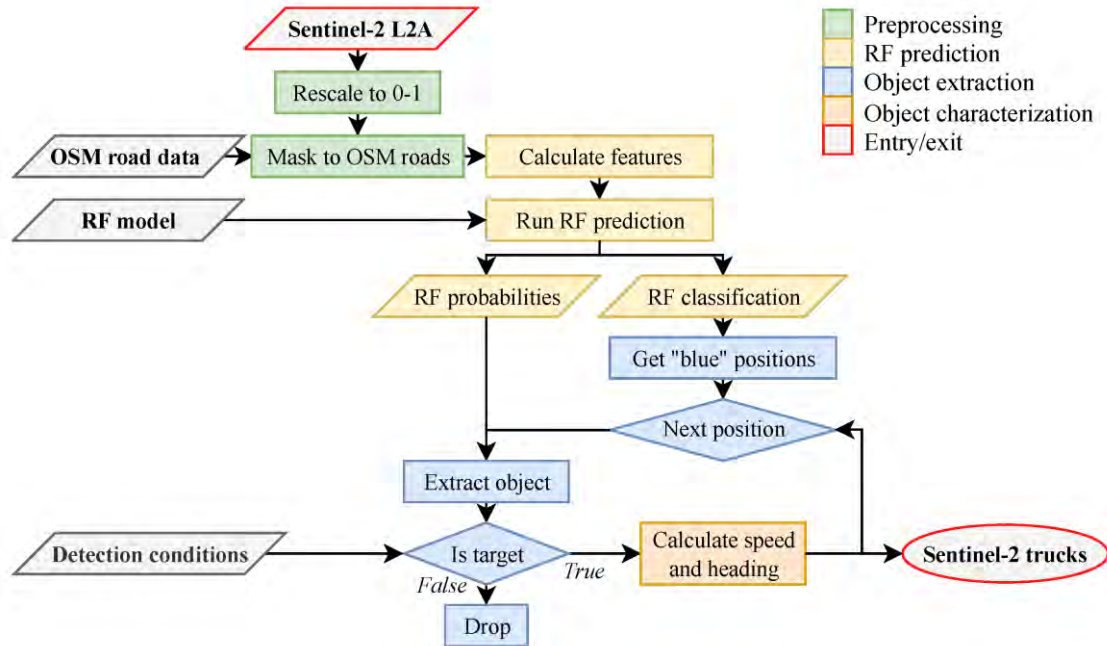 Sentinel-2 L2A
Rescale to 0-1
OSM road data
Mask to OSM roads
Calculate features
RF model
Run RF prediction
RF probabilities
RF classification
Get "blue" positions
Next position
Extract object
Detection conditions
Is target
False
True
Calculate speed
and heading
Sentinel-2 trucks
Drop
Preprocessing
RF prediction
Object extraction
Object characterization
Entry/exit